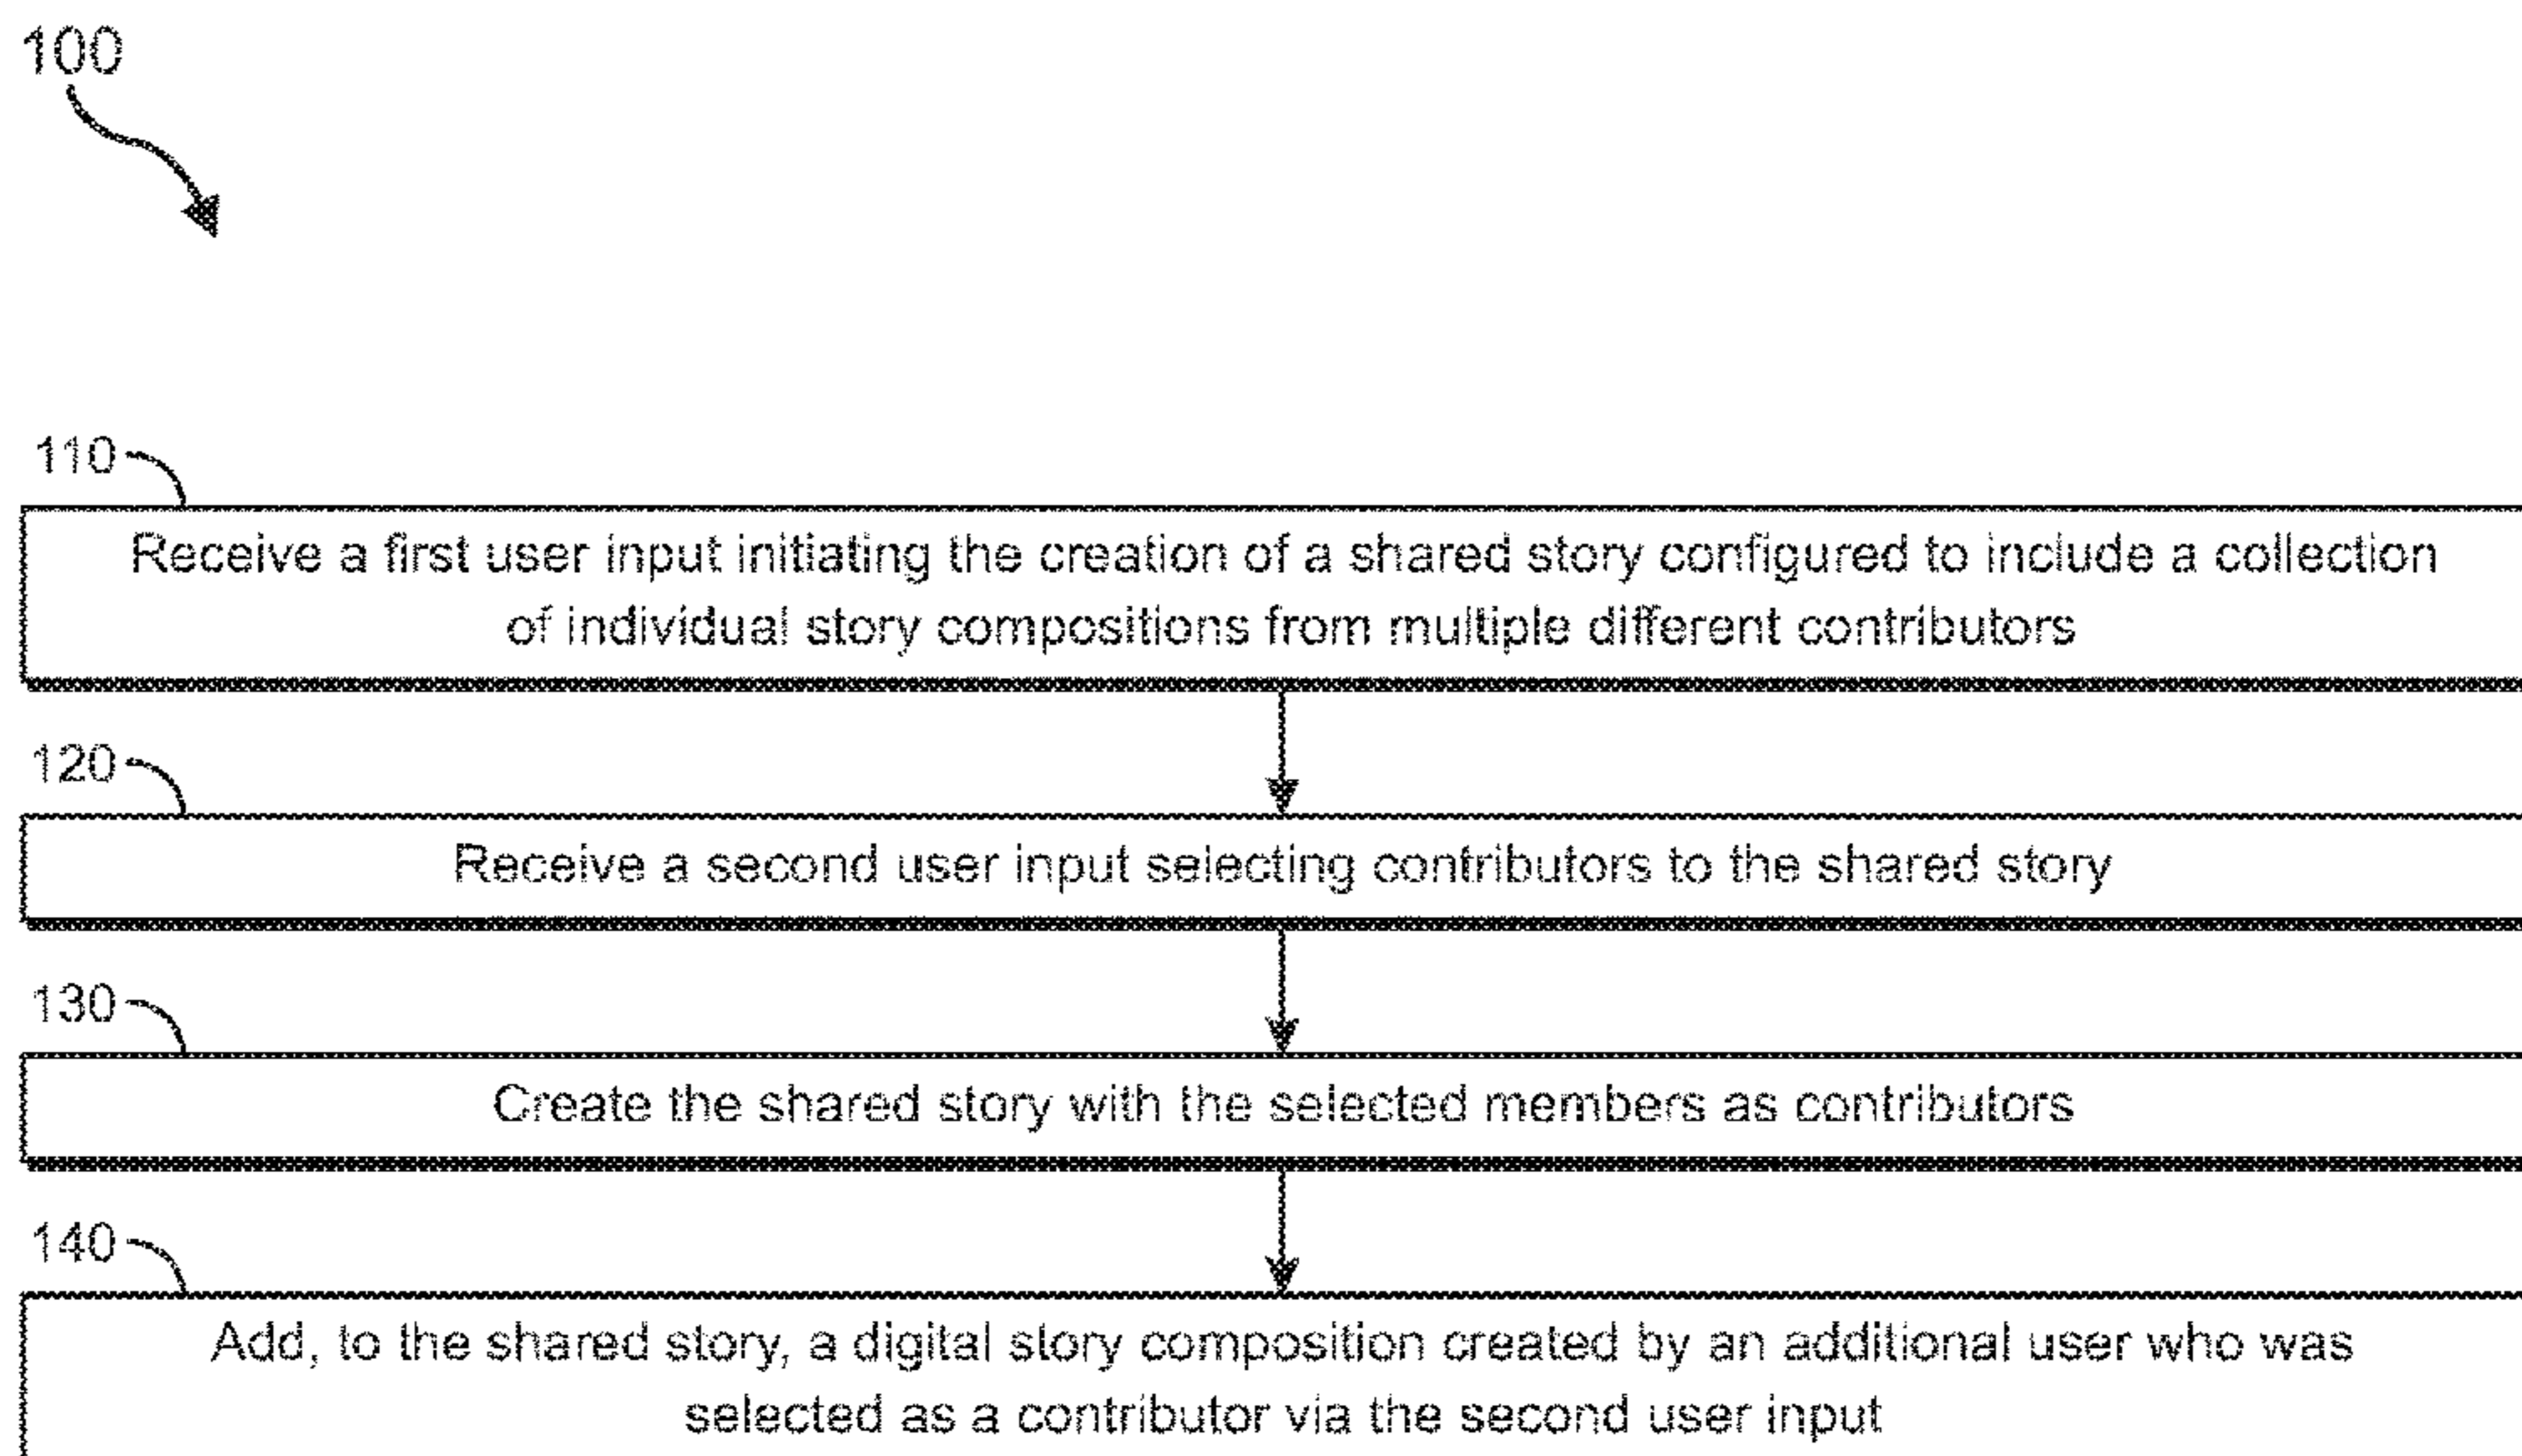 100
110
Receive a first user input initiating the creation of a shared story configured to include a collection
of individual story compositions from multiple different contributors
120
Receive a second user input selecting contributors to the shared story
130
Create the shared story with the selected members as contributors
140
Add, to the shared story, a digital story composition created by an additional user who was
selected as a contributor via the second user input